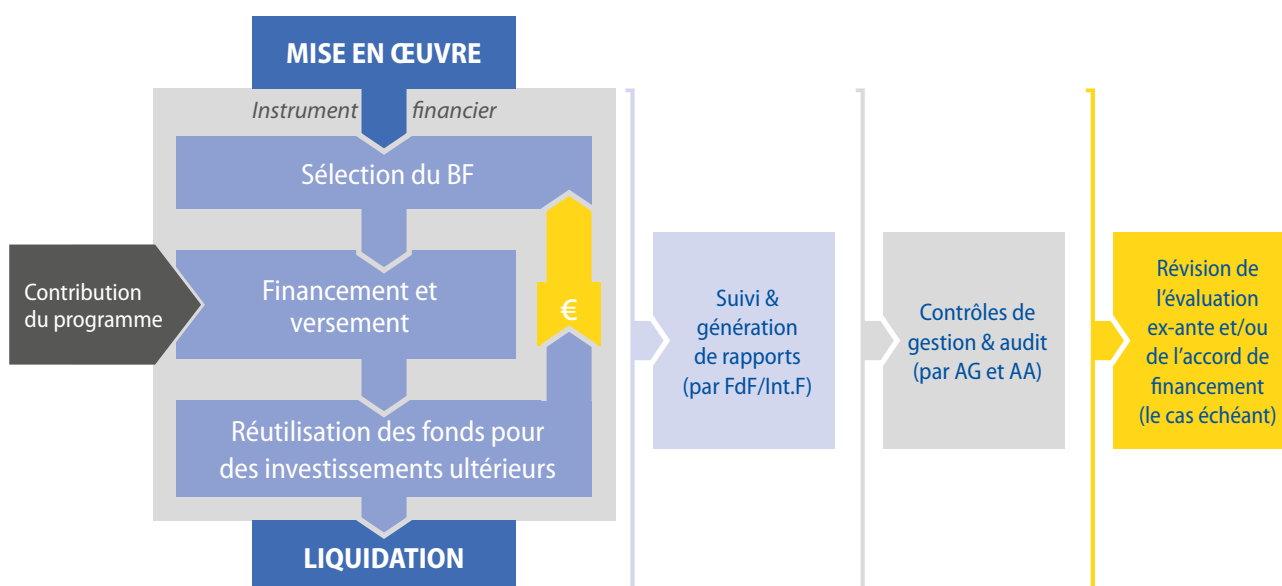 MISE EN ŒUVRE
Instrument financier
Sélection du BF
Contribution
du programme
Financement et
versement
€
Réutilisation des fonds pour
des investissements ultérieurs
LIQUIDATION
Suivi &
génération
de rapports
(par FdF/Int.F)
Contrôles de
gestion & audit
(par AG et AA)
Révision de
l’évaluation
ex-ante et/ou
de l’accord de
financement
(le cas échéant)